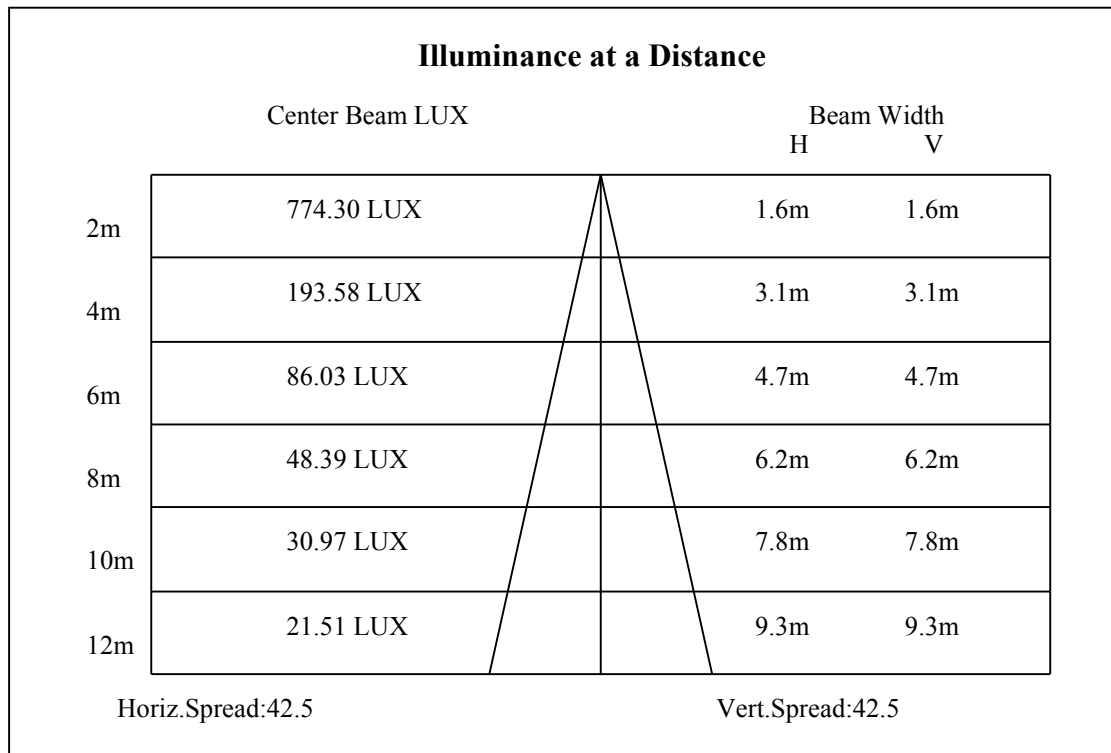 Illuminance at a Distance
Center Beam LUX Beam Width
H V
2m 774.30 LUX 1.6m 1.6m
4m 193.58 LUX 3.1m 3.1m
6m 86.03 LUX 4.7m 4.7m
8m 48.39 LUX 6.2m 6.2m
10m 30.97 LUX 7.8m 7.8m
12m 21.51 LUX 9.3m 9.3m
Horiz.Spread:42.5 Vert.Spread:42.5